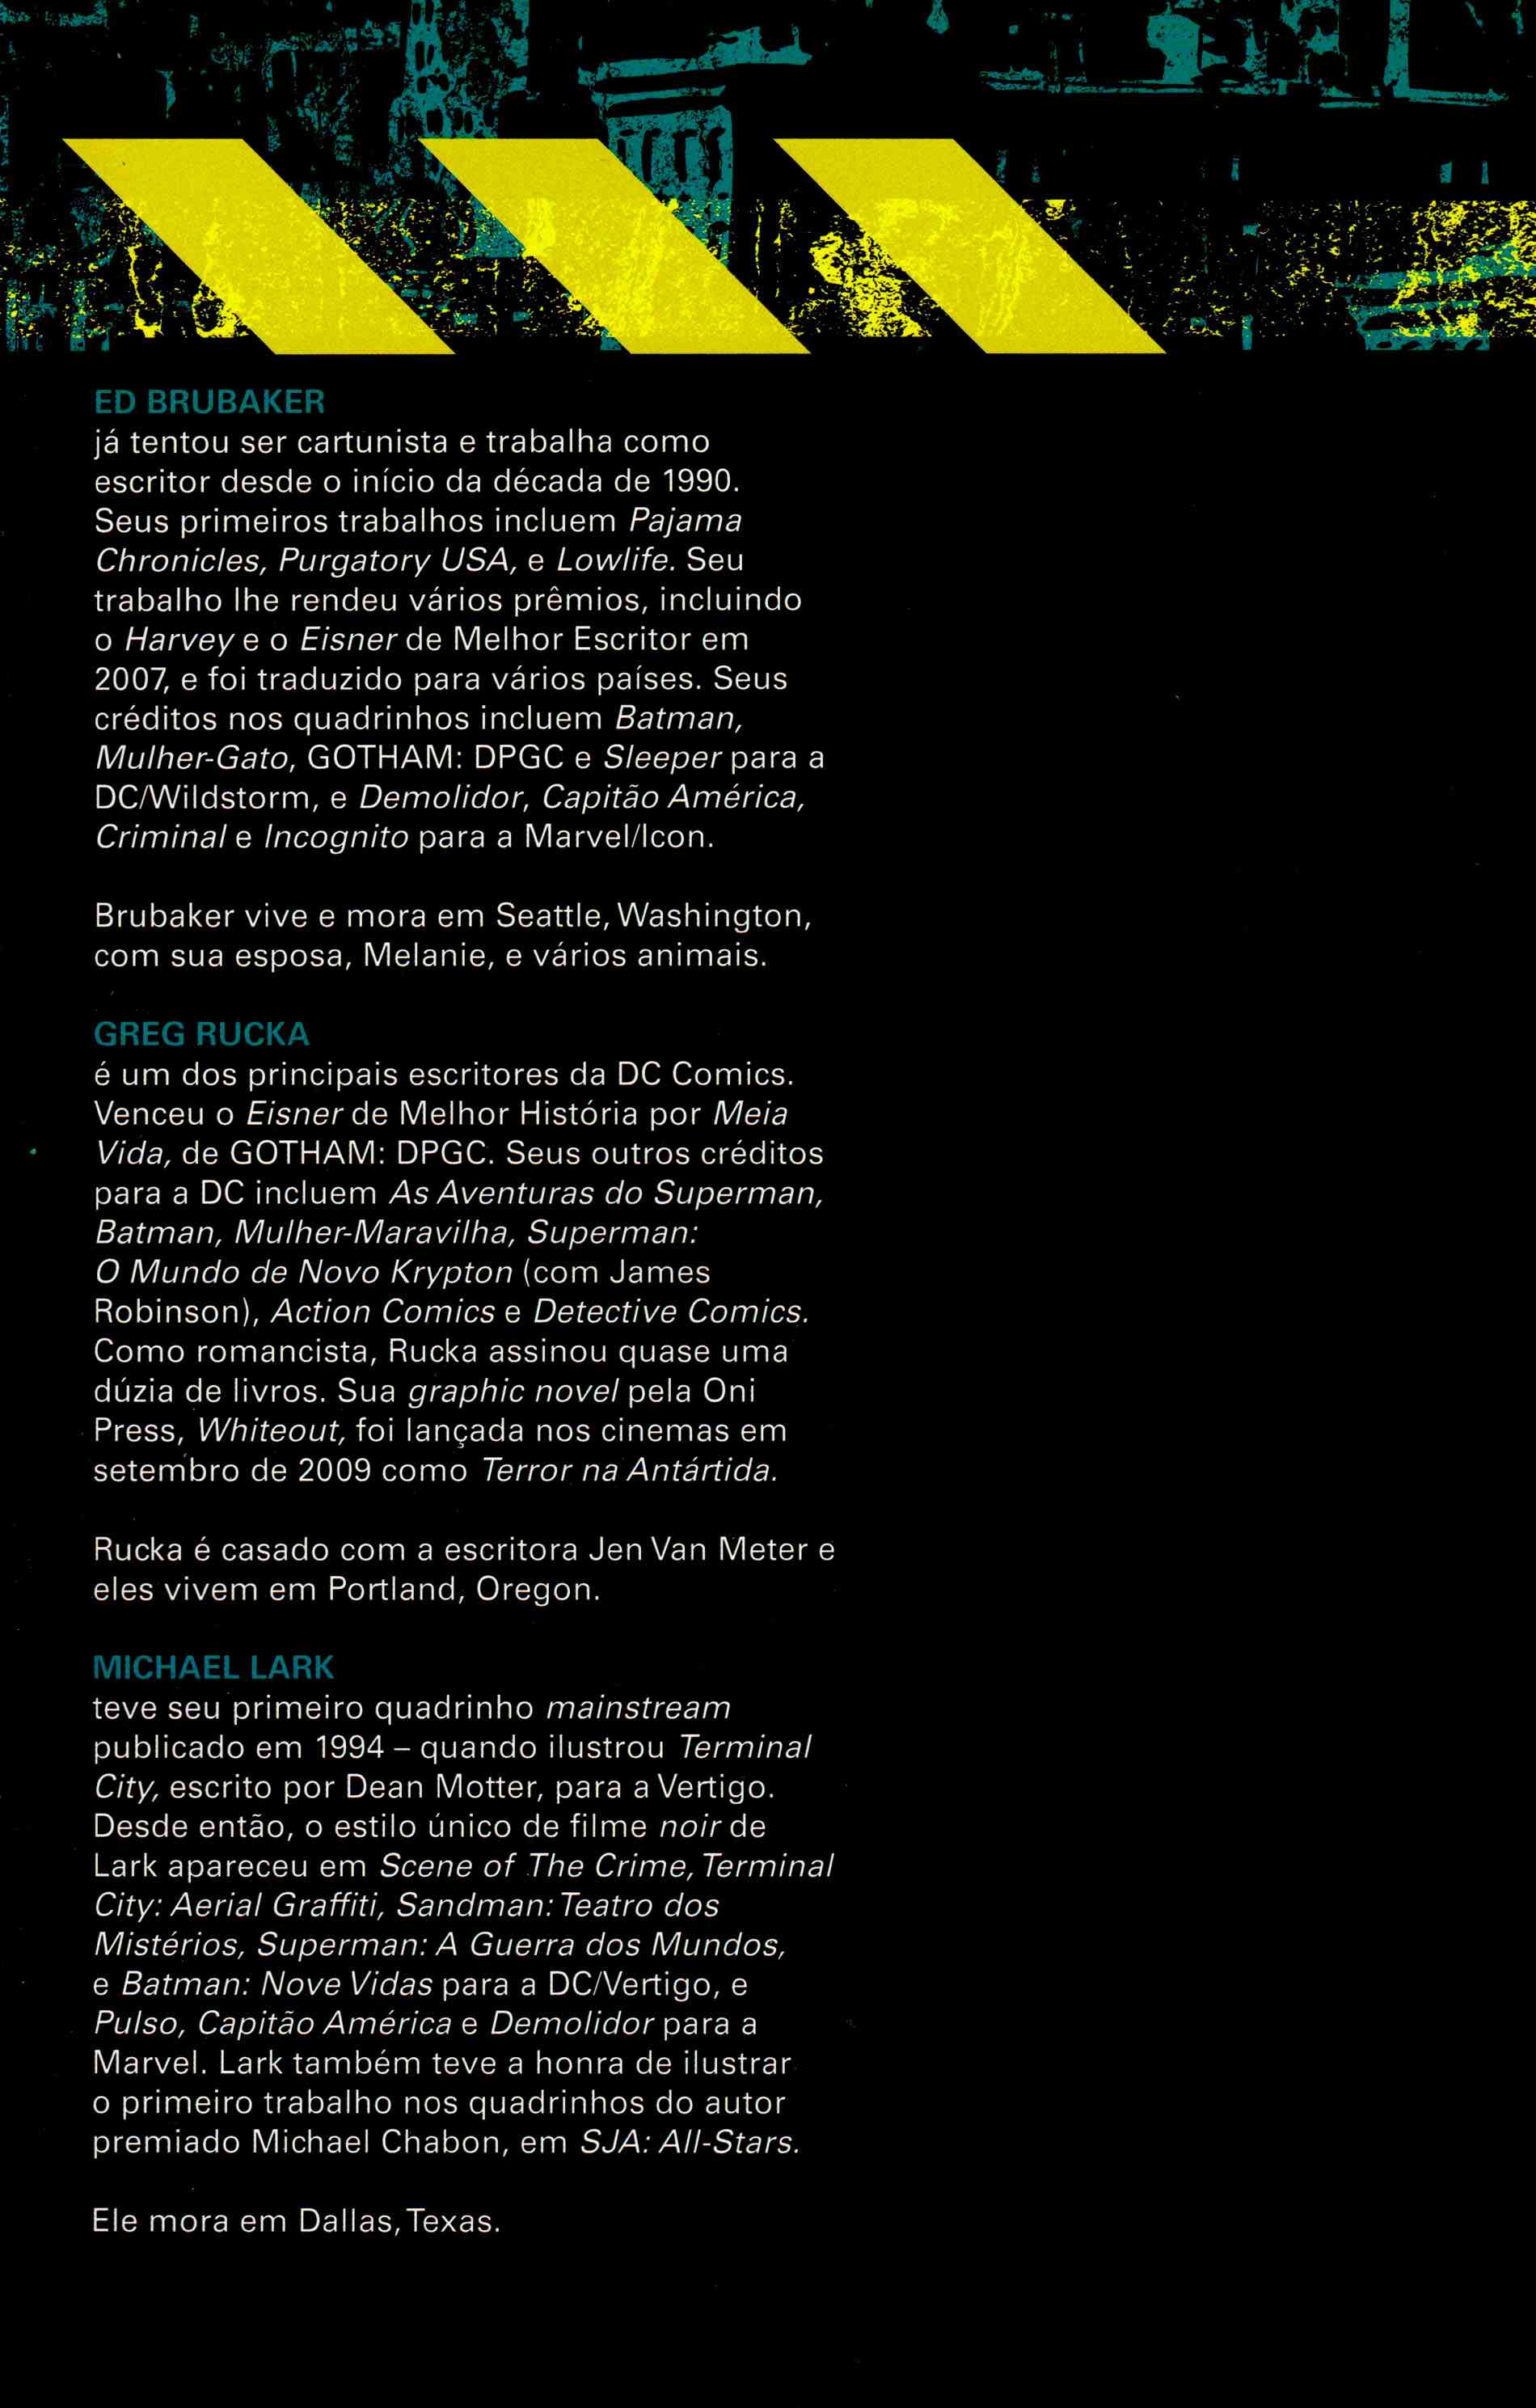 ED BRUBAKER
já tentou ser cartunista e trabalha como
escritor desde o início da década de 1990.
Seus primeiros trabalhos incluem Pajama
Chronicles, Purgatory USA, e Lowlife. Seu
trabalho lhe rendeu vários prêmios, incluindo
o Harvey e o Eisner de Melhor Escritor em
2007, e foi traduzido para vários países. Seus
créditos nos quadrinhos incluem Batman,
Mulher-Gato, GOTHAM: DPGC e Sleeper para a
DC/Wildstorm, e Demolidor, Capitão América,
Criminal e Incognito para a Marvel/Icon.
Brubaker vive e mora em Seattle, Washington,
com sua esposa, Melanie, e vários animais.
GREG RUCKA
é um dos principais escritores da DC Comics.
Venceu o Eisner de Melhor História por Meia
Vida, de GOTHAM: DPGC. Seus outros créditos
para a DC incluem As Aventuras do Superman,
Batman, Mulher-Maravilha, Superman:
O Mundo de Novo Krypton (com James
Robinson), Action Comics e Detective Comics.
Como romancista, Rucka assinou quase uma
dúzia de livros. Sua graphic novel pela Oni
Press, Whiteout, foi lançada nos cinemas em
setembro de 2009 como Terror na Antártida.
Rucka é casado com a escritora Jen Van Meter e
eles vivem em Portland, Oregon.
MICHAEL LARK
teve seu primeiro quadrinho mainstream
publicado em 1994 – quando ilustrou Terminal
City, escrito por Dean Motter, para a Vertigo.
Desde então, o estilo único de filme noir de
Lark apareceu em Scene of The Crime, Terminal
City: Aerial Graffiti, Sandman: Teatro dos
Mistérios, Superman: A Guerra dos Mundos,
e Batman: Nove Vidas para a DC/Vertigo, e
Pulso, Capitão América e Demolidor para a
Marvel. Lark também teve a honra de ilustrar
o primeiro trabalho nos quadrinhos do autor
premiado Michael Chabon, em SJA: All-Stars.
Ele mora em Dallas, Texas.